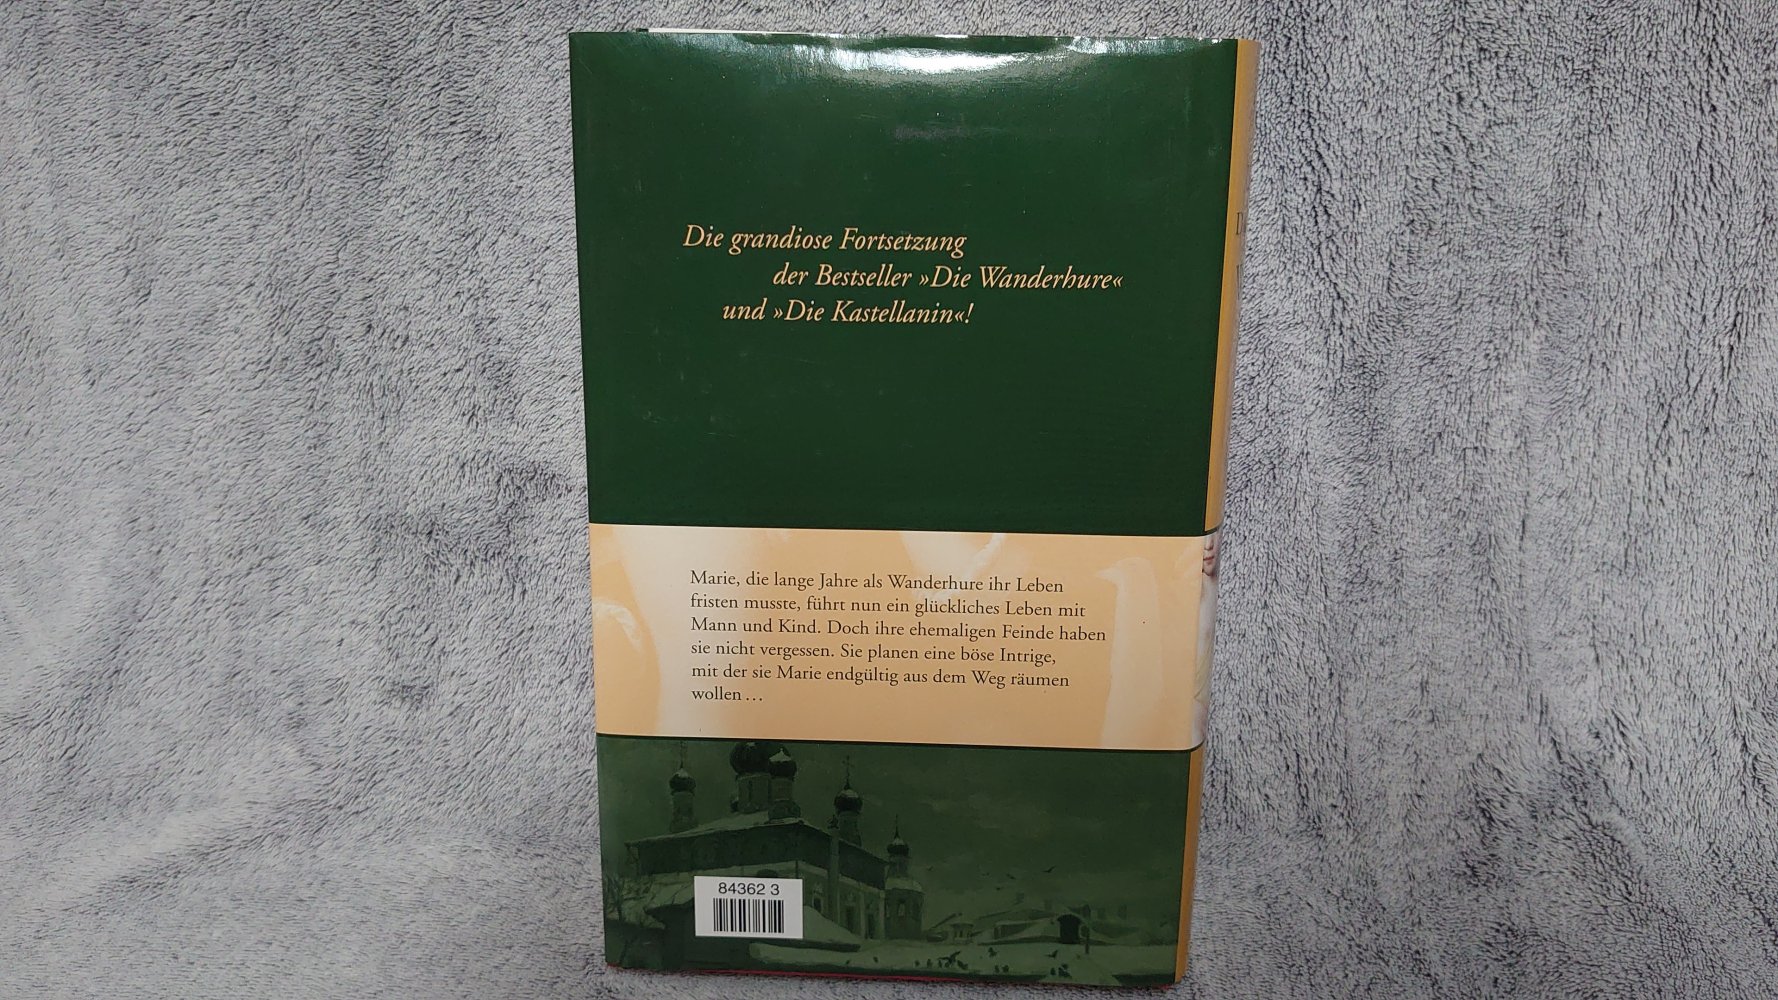 Die grandiose Fortsetzung
der Bestseller »Die Wanderhure«
und »Die Kastellanin«!
Marie, die lange Jahre als Wanderhure ihr Leben
fristen musste, führt nun ein glückliches Leben mit
Mann und Kind. Doch ihre ehemaligen Feinde haben
sie nicht vergessen. Sie planen eine böse Intrige,
mit der sie Marie endgültig aus dem Weg räumen
wollen ...
84362 3